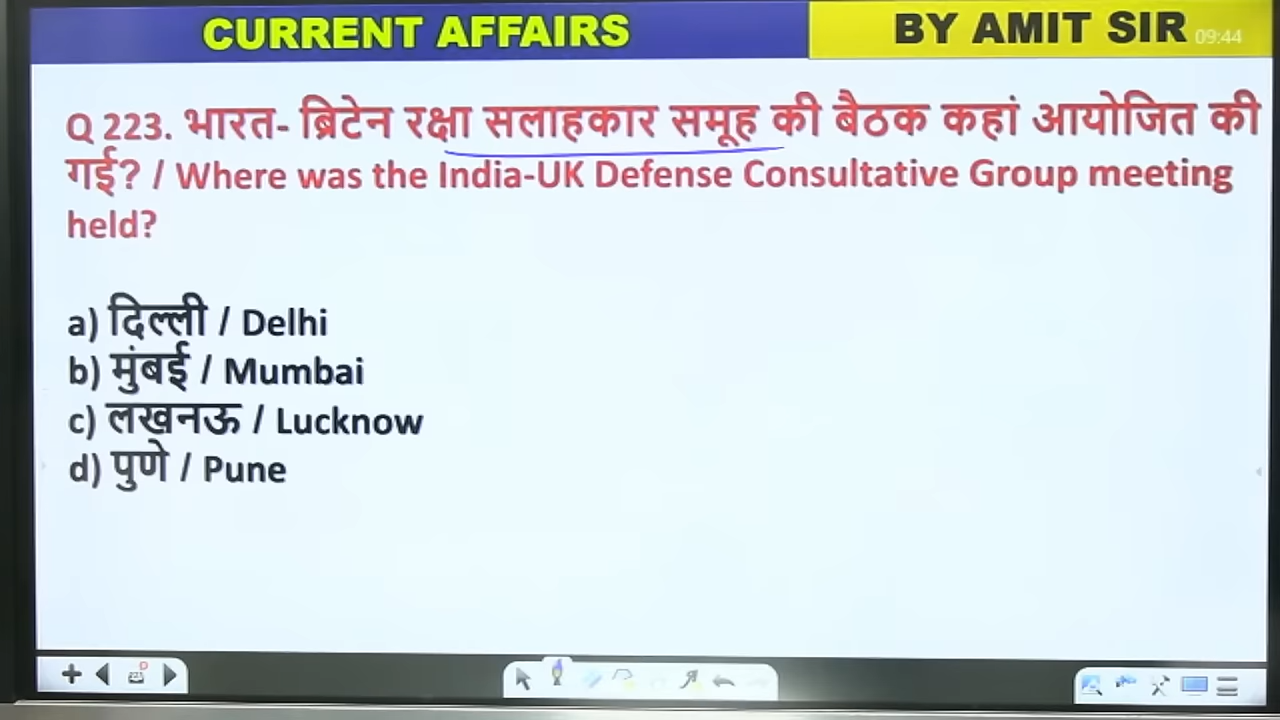 CURRENT AFFAIRS
BY AMIT SIR
09:44
Q 223. भारत- ब्रिटेन रक्षा सलाहकार समूह की बैठक कहां आयोजित की
गई? / Where was the India-UK Defense Consultative Group meeting
held?
a) दिल्ली / Delhi
b) मुंबई / Mumbai
c) लखनऊ / Lucknow
d) पुणे / Pune